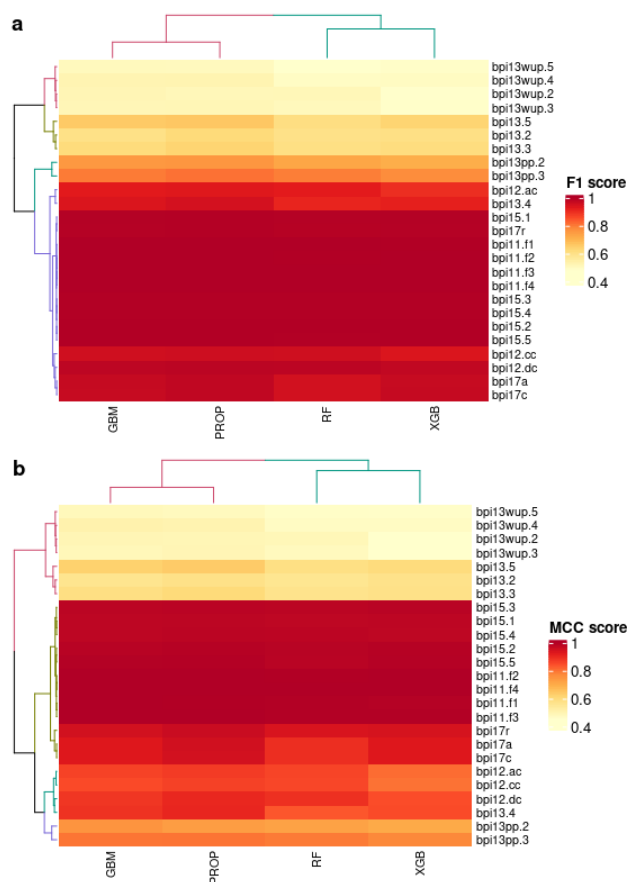 a
bpi13wup.5
bpi13wup.4
bpi13wup.2
bpi13wup.3
bpi13.5
bpi13.2
bpi13.3
bpi13pp.2
bpi13pp.3
bpi12.ac
bpi13.4
bpi15.1
bpi17r
bpi11.f1
bpi11.f2
bpi11.f3
bpi11.f4
bpi15.3
bpi15.4
bpi15.2
bpi15.5
bpi12.cc
bpi12.dc
bpi17a
bpi17c
F1 score
1
0.8
0.6
0.4
GBM
PROP
RF
XGB
b
bpi13wup.5
bpi13wup.4
bpi13wup.2
bpi13wup.3
bpi13.5
bpi13.2
bpi13.3
bpi15.3
bpi15.1
bpi15.4
bpi15.2
bpi15.5
bpi11.f2
bpi11.f4
bpi11.f1
bpi11.f3
bpi17r
bpi17a
bpi17c
bpi12.ac
bpi12.cc
bpi12.dc
bpi13.4
bpi13pp.2
bpi13pp.3
MCC score
1
0.8
0.6
0.4
GBM
PROP
RF
XGB